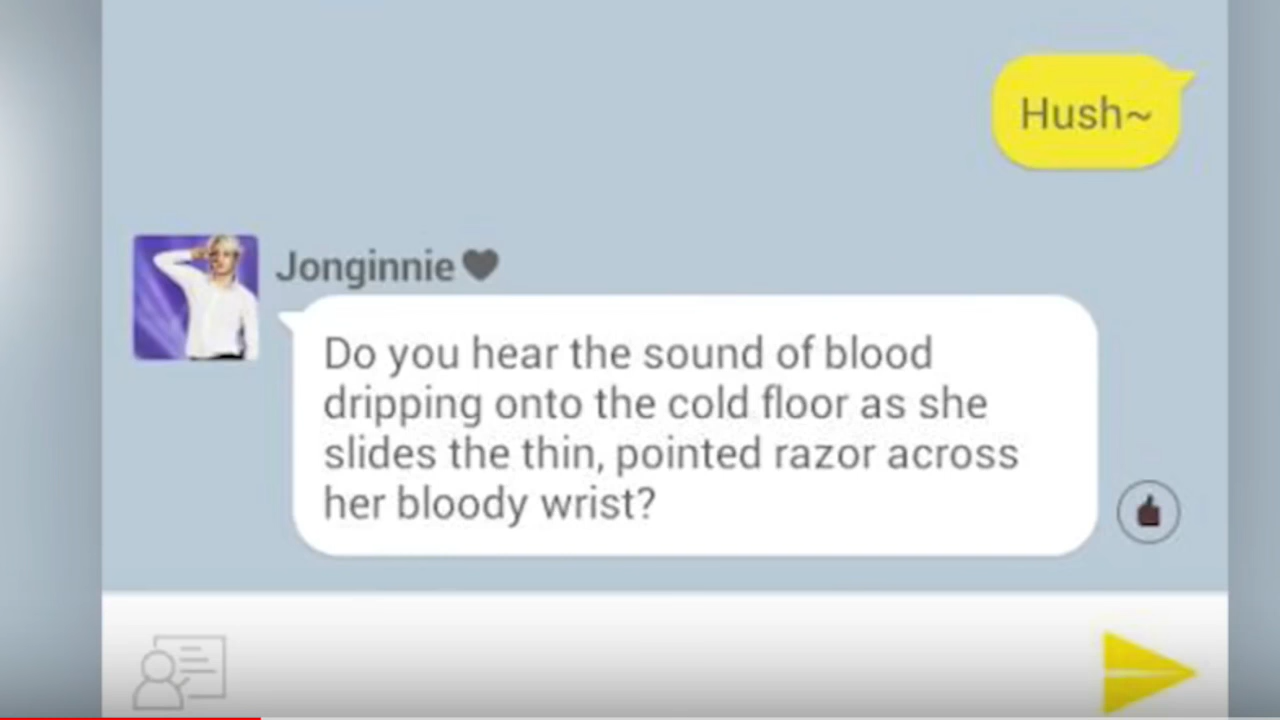 Hush~
Jonginnie♥
Do you hear the sound of blood
dripping onto the cold floor as she
slides the thin, pointed razor across
her bloody wrist?